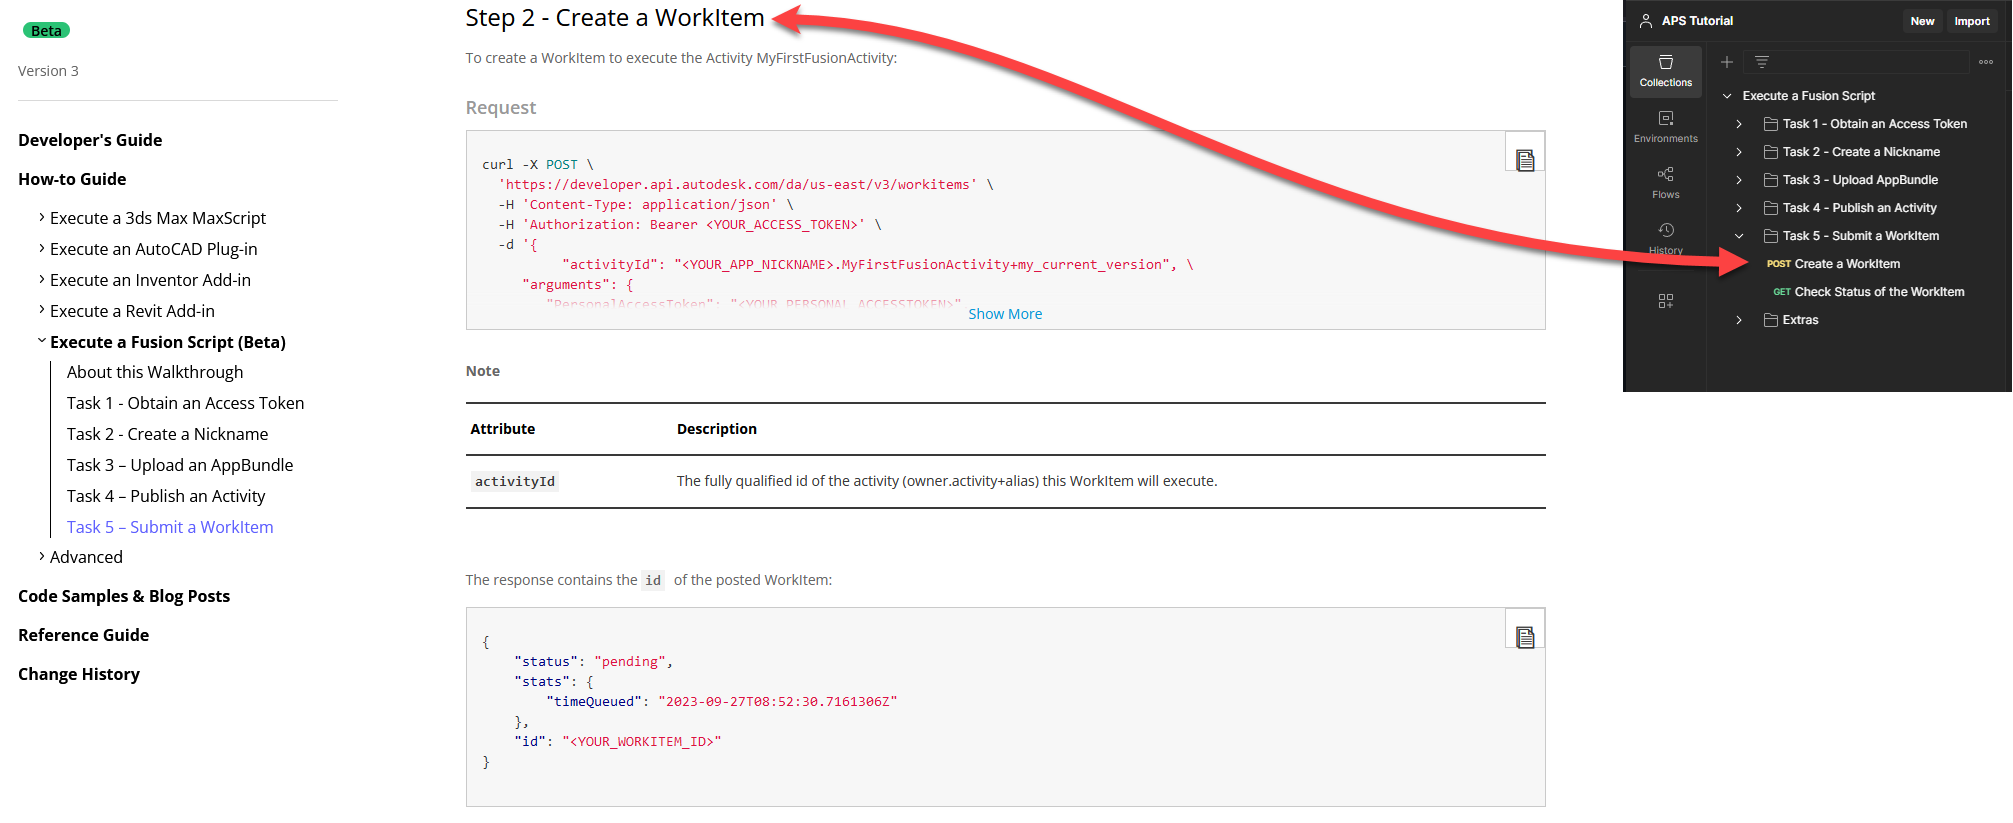 Beta
Version 3
Developer's Guide
How-to Guide
Execute a 3ds Max MaxScript
Execute an AutoCAD Plug-in
Execute an Inventor Add-in
Execute a Revit Add-in
Execute a Fusion Script (Beta)
About this Walkthrough
Task 1 - Obtain an Access Token
Task 2 - Create a Nickname
Task 3 – Upload an AppBundle
Task 4 – Publish an Activity
Task 5 – Submit a WorkItem
Advanced
Code Samples & Blog Posts
Reference Guide
Change History
Step 2 - Create a WorkItem
To create a WorkItem to execute the Activity MyFirstFusionActivity:
Request
curl -X POST \
'https://developer.api.autodesk.com/da/us-east/v3/workitems' \
-H 'Content-Type: application/json' \
-H 'Authorization: Bearer <YOUR_ACCESS_TOKEN>' \
-d '{
"activityId": "<YOUR_APP_NICKNAME>.MyFirstFusionActivity+my_current_version", \
"arguments": {
"PersonalAccessToken": "<YOUR_PERSONAL_ACCESSTOKEN>"
Show More
Note
Attribute Description
activityId The fully qualified id of the activity (owner.activity+alias) this WorkItem will execute.
The response contains the id of the posted WorkItem:
{
"status": "pending",
"stats": {
"timeQueued": "2023-09-27T08:52:30.7161306Z"
},
"id": "<YOUR_WORKITEM_ID>"
}
APS Tutorial
New
Import
Collections
Environments
Flows
History
Execute a Fusion Script
Task 1 - Obtain an Access Token
Task 2 - Create a Nickname
Task 3 - Upload AppBundle
Task 4 - Publish an Activity
Task 5 - Submit a WorkItem
POST Create a WorkItem
GET Check Status of the WorkItem
Extras